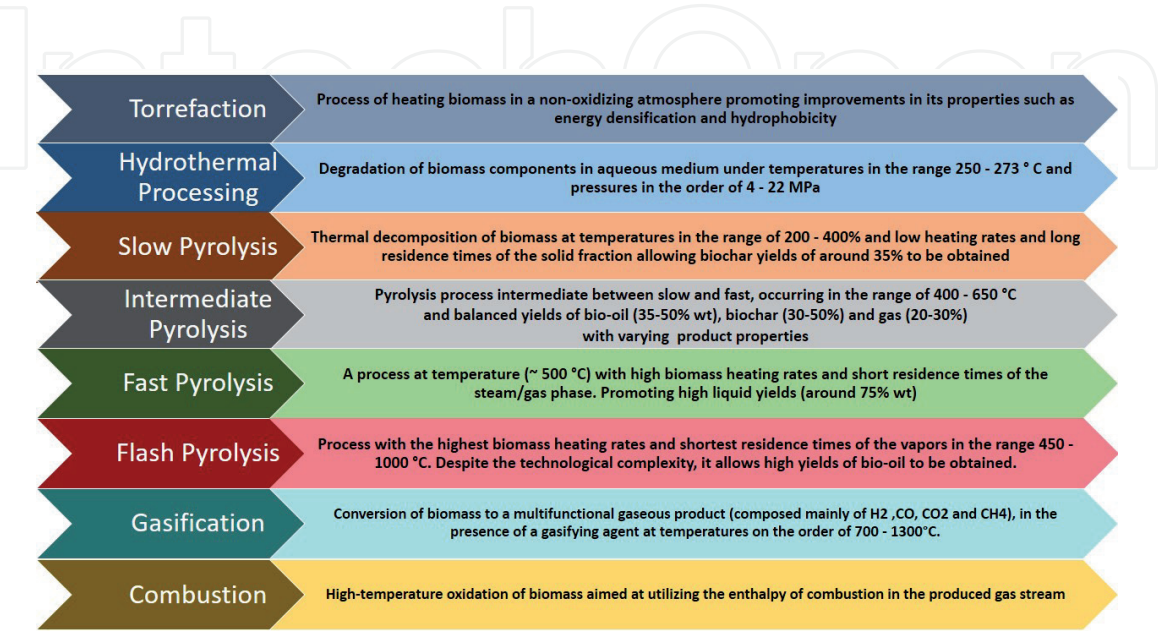 IntechOpen
Torrefaction
Process of heating biomass in a non-oxidizing atmosphere promoting improvements in its properties such as
energy densification and hydrophobicity
Hydrothermal
Processing
Degradation of biomass components in aqueous medium under temperatures in the range 250 - 273 ° C and
pressures in the order of 4 - 22 MPa
Slow Pyrolysis
Thermal decomposition of biomass at temperatures in the range of 200 - 400% and low heating rates and long
residence times of the solid fraction allowing biochar yields of around 35% to be obtained
Intermediate
Pyrolysis
Pyrolysis process intermediate between slow and fast, occurring in the range of 400 - 650 °C
and balanced yields of bio-oil (35-50% wt), biochar (30-50%) and gas (20-30%)
with varying product properties
Fast Pyrolysis
A process at temperature (~ 500 °C) with high biomass heating rates and short residence times of the
steam/gas phase. Promoting high liquid yields (around 75% wt)
Flash Pyrolysis
Process with the highest biomass heating rates and shortest residence times of the vapors in the range 450 -
1000 °C. Despite the technological complexity, it allows high yields of bio-oil to be obtained.
Gasification
Conversion of biomass to a multifunctional gaseous product (composed mainly of H2 ,CO, CO2 and CH4), in the
presence of a gasifying agent at temperatures on the order of 700 - 1300°C.
Combustion
High-temperature oxidation of biomass aimed at utilizing the enthalpy of combustion in the produced gas stream